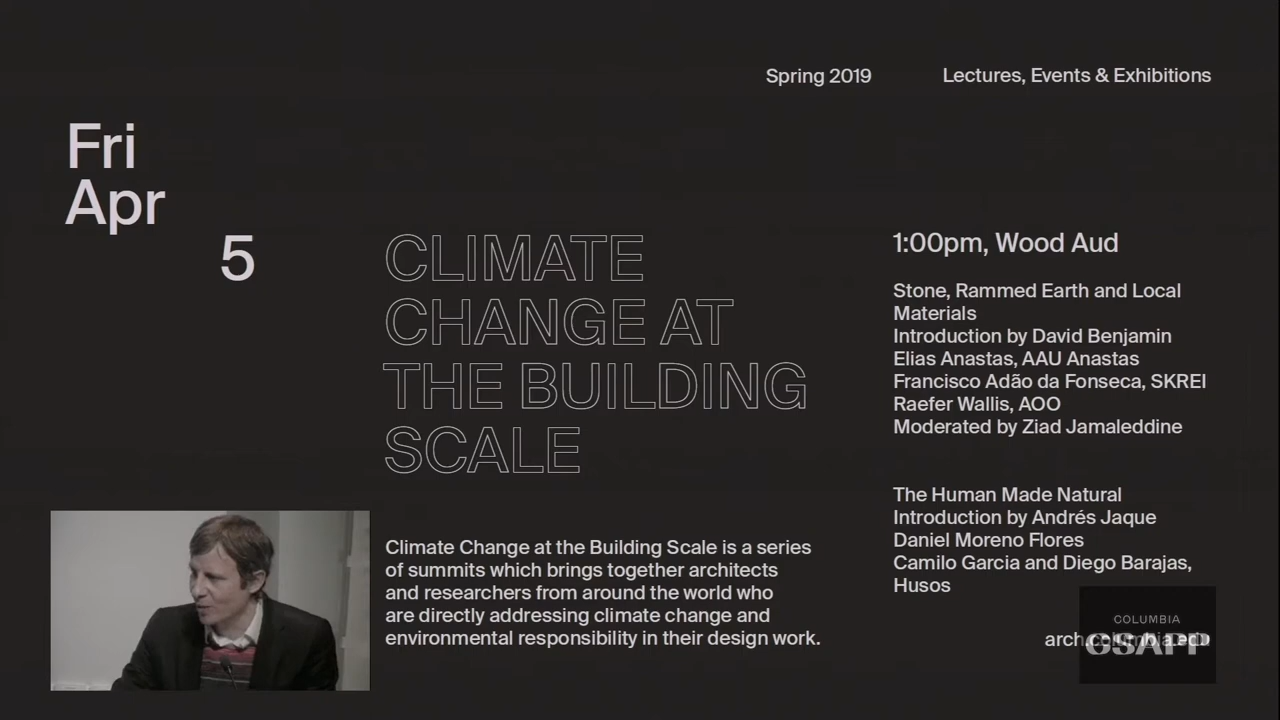 Spring 2019
Lectures, Events & Exhibitions
Fri
Apr
5
CLIMATE
CHANGE AT
THE BUILDING
SCALE
Climate Change at the Building Scale is a series
of summits which brings together architects
and researchers from around the world who
are directly addressing climate change and
environmental responsibility in their design work.
1:00pm, Wood Aud
Stone, Rammed Earth and Local
Materials
Introduction by David Benjamin
Elias Anastas, AAU Anastas
Francisco Adão da Fonseca, SKREI
Raefer Wallis, AOO
Moderated by Ziad Jamaleddine
The Human Made Natural
Introduction by Andrés Jaque
Daniel Moreno Flores
Camilo Garcia and Diego Barajas,
Husos
arch.columbia.edu
COLUMBIA
GSAPP